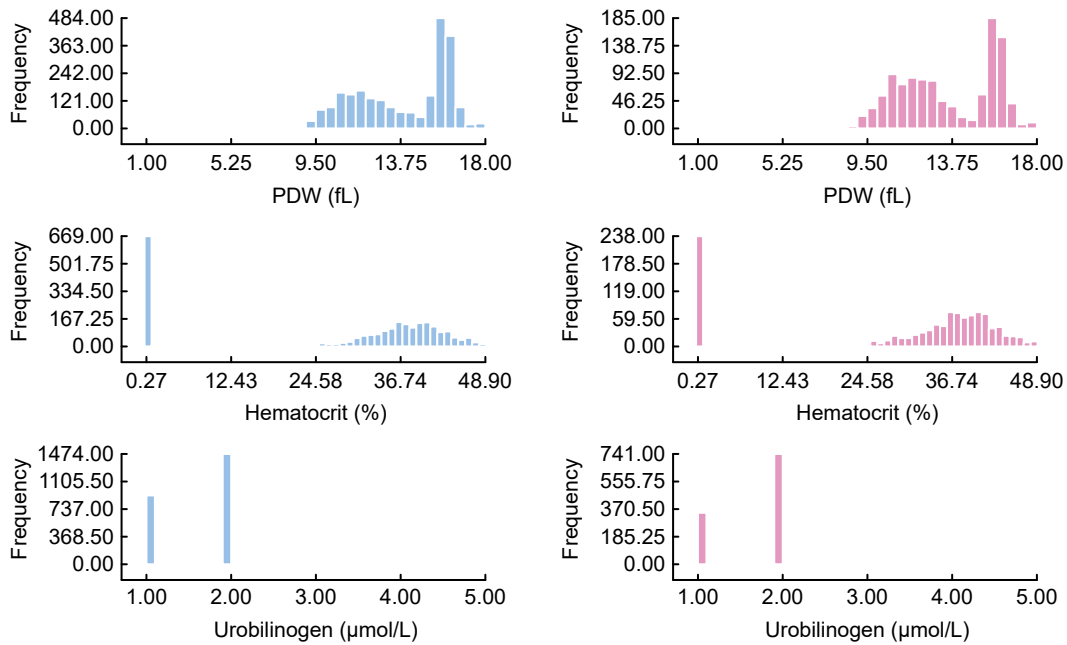 Frequency
484.00
363.00
242.00
121.00
0.00
1.00 5.25 9.50 13.75 18.00
PDW (fL)
Frequency
185.00
138.75
92.50
46.25
0.00
1.00 5.25 9.50 13.75 18.00
PDW (fL)
Frequency
669.00
501.75
334.50
167.25
0.00
0.27 12.43 24.58 36.74 48.90
Hematocrit (%)
Frequency
238.00
178.50
119.00
59.50
0.00
0.27 12.43 24.58 36.74 48.90
Hematocrit (%)
Frequency
1474.00
1105.50
737.00
368.50
0.00
1.00 2.00 3.00 4.00 5.00
Urobilinogen (μmol/L)
Frequency
741.00
555.75
370.50
185.25
0.00
1.00 2.00 3.00 4.00 5.00
Urobilinogen (μmol/L)